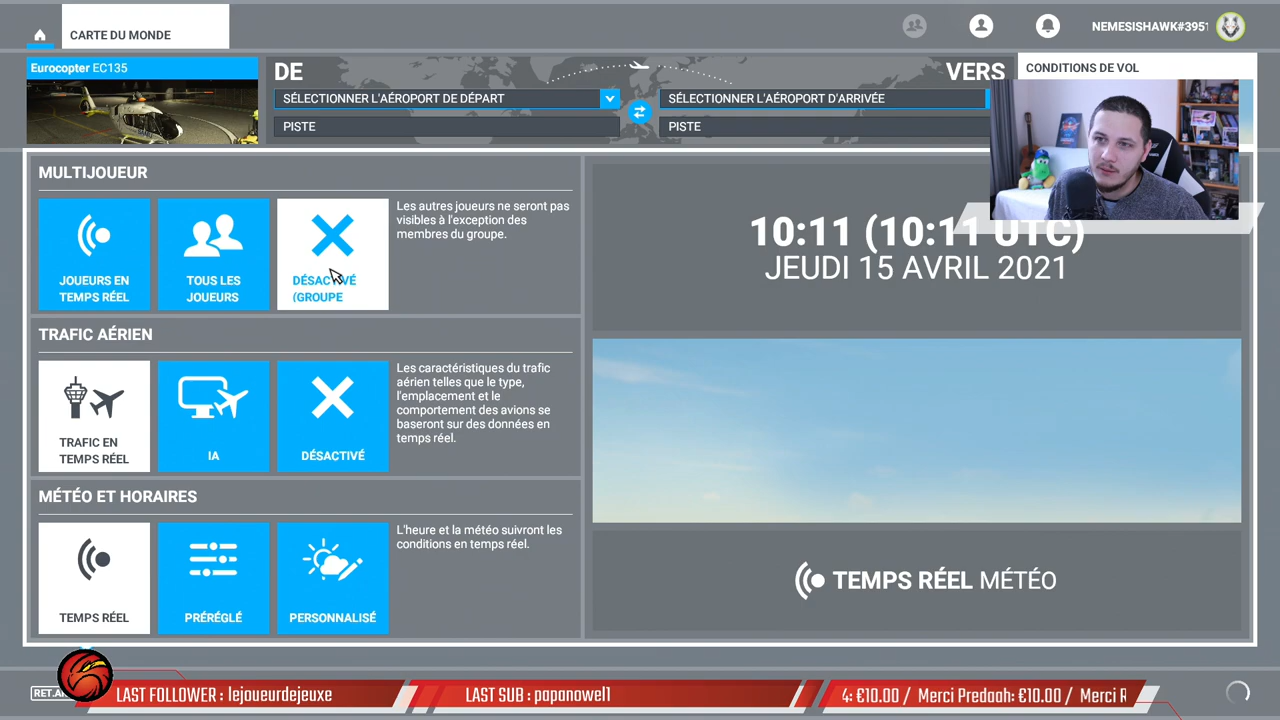 CARTE DU MONDE
NEMESISHAWK#3951
Eurocopter EC135
DE
VERS
CONDITIONS DE VOL
SÉLECTIONNER L'AÉROPORT DE DÉPART
SÉLECTIONNER L'AÉROPORT D'ARRIVÉE
PISTE
PISTE
MULTIJOUEUR
JOUEURS EN
TEMPS RÉEL
TOUS LES
JOUEURS
DÉSACTIVÉ
(GROUPE
Les autres joueurs ne seront pas
visibles à l'exception des
membres du groupe.
TRAFIC AÉRIEN
TRAFIC EN
TEMPS RÉEL
IA
DÉSACTIVÉ
Les caractéristiques du trafic
aérien telles que le type,
l'emplacement et le
comportement des avions se
baseront sur des données en
temps réel.
MÉTÉO ET HORAIRES
TEMPS RÉEL
PRÉRÉGLÉ
PERSONNALISÉ
L'heure et la météo suivront les
conditions en temps réel.
10:11 (10:11 UTC)
JEUDI 15 AVRIL 2021
TEMPS RÉEL MÉTÉO
LAST FOLLOWER : lejoueurdejeuxe
LAST SUB : papanowel1
4: €10.00 / Merci Predaah: €10.00 / Merci